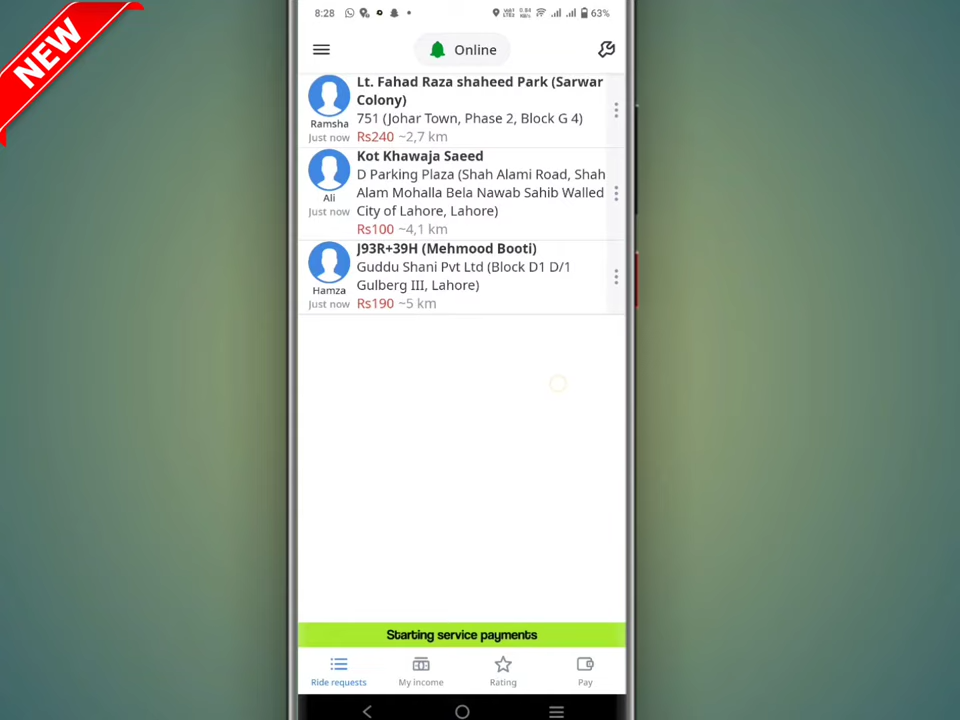 NEW
8:28
63%
Online
Lt. Fahad Raza shaheed Park (Sarwar
Colony)
751 (Johar Town, Phase 2, Block G 4)
Rs240 ~2,7 km
Ramsha
Just now
Kot Khawaja Saeed
D Parking Plaza (Shah Alami Road, Shah
Alam Mohalla Bela Nawab Sahib Walled
City of Lahore, Lahore)
Rs100 ~4,1 km
Ali
Just now
J93R+39H (Mehmood Booti)
Guddu Shani Pvt Ltd (Block D1 D/1
Gulberg III, Lahore)
Rs190 ~5 km
Hamza
Just now
Starting service payments
Ride requests My income Rating Pay